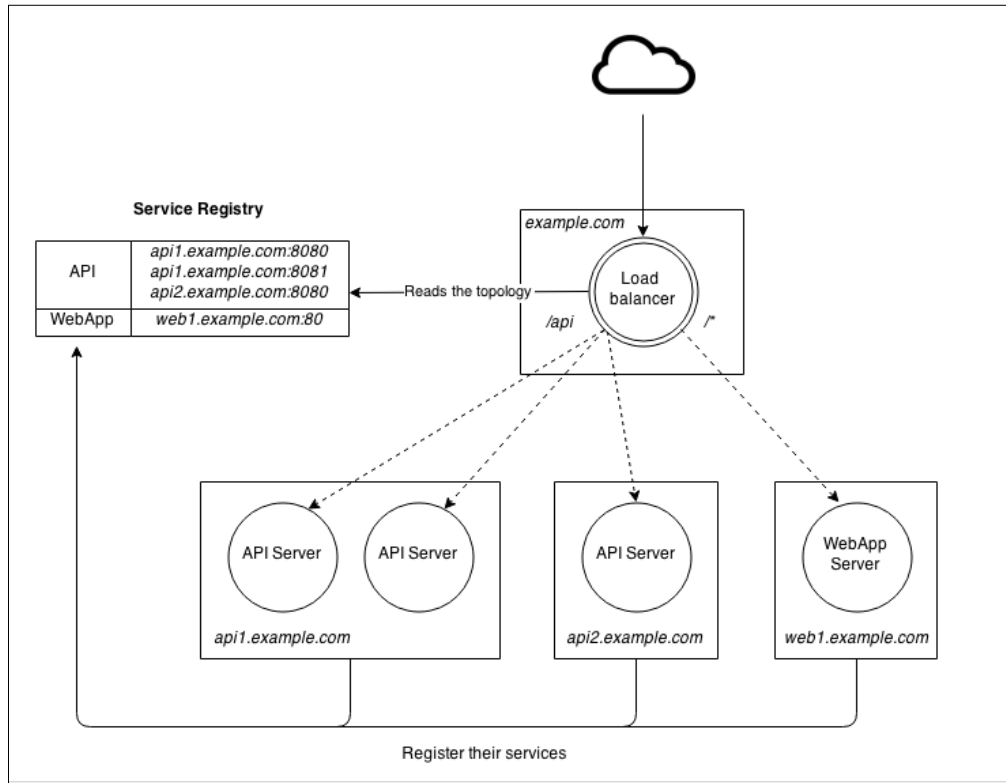 example.com
Load
balancer
/api
/*
Service Registry
API
api1.example.com:8080
api1.example.com:8081
api2.example.com:8080
WebApp
web1.example.com:80
Reads the topology
API Server
API Server
api1.example.com
API Server
api2.example.com
WebApp
Server
web1.example.com
Register their services